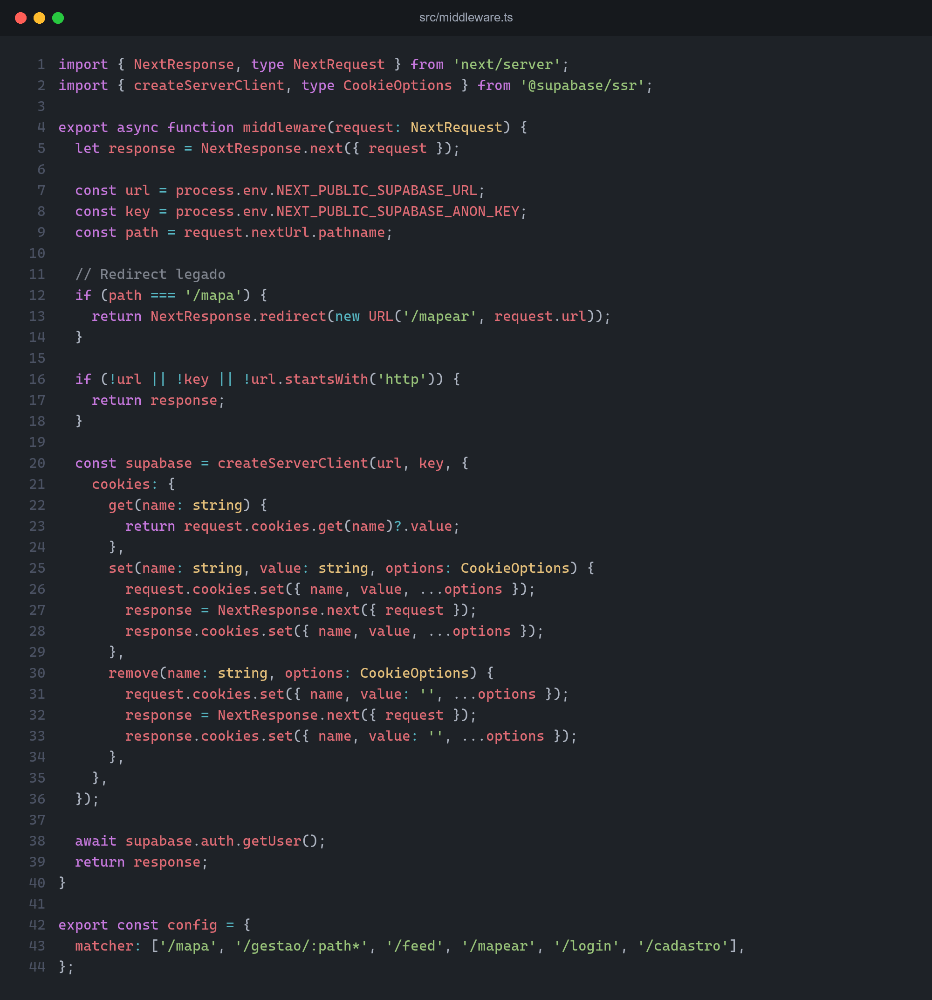 src/middleware.ts
1 import { NextResponse, type NextRequest } from 'next/server';
2 import { createServerClient, type CookieOptions } from '@supabase/ssr';
3
4 export async function middleware(request: NextRequest) {
5   let response = NextResponse.next({ request });
6
7   const url = process.env.NEXT_PUBLIC_SUPABASE_URL;
8   const key = process.env.NEXT_PUBLIC_SUPABASE_ANON_KEY;
9   const path = request.nextUrl.pathname;
10
11   // Redirect legado
12   if (path === '/mapa') {
13     return NextResponse.redirect(new URL('/mapear', request.url));
14   }
15
16   if (!url || !key || !url.startsWith('http')) {
17     return response;
18   }
19
20   const supabase = createServerClient(url, key, {
21     cookies: {
22       get(name: string) {
23         return request.cookies.get(name)?.value;
24       },
25       set(name: string, value: string, options: CookieOptions) {
26         request.cookies.set({ name, value, ...options });
27         response = NextResponse.next({ request });
28         response.cookies.set({ name, value, ...options });
29       },
30       remove(name: string, options: CookieOptions) {
31         request.cookies.set({ name, value: '', ...options });
32         response = NextResponse.next({ request });
33         response.cookies.set({ name, value: '', ...options });
34       },
35     },
36   });
37
38   await supabase.auth.getUser();
39   return response;
40 }
41
42 export const config = {
43   matcher: ['/mapa', '/gestao/:path*', '/feed', '/mapear', '/login', '/cadastro'],
44 };